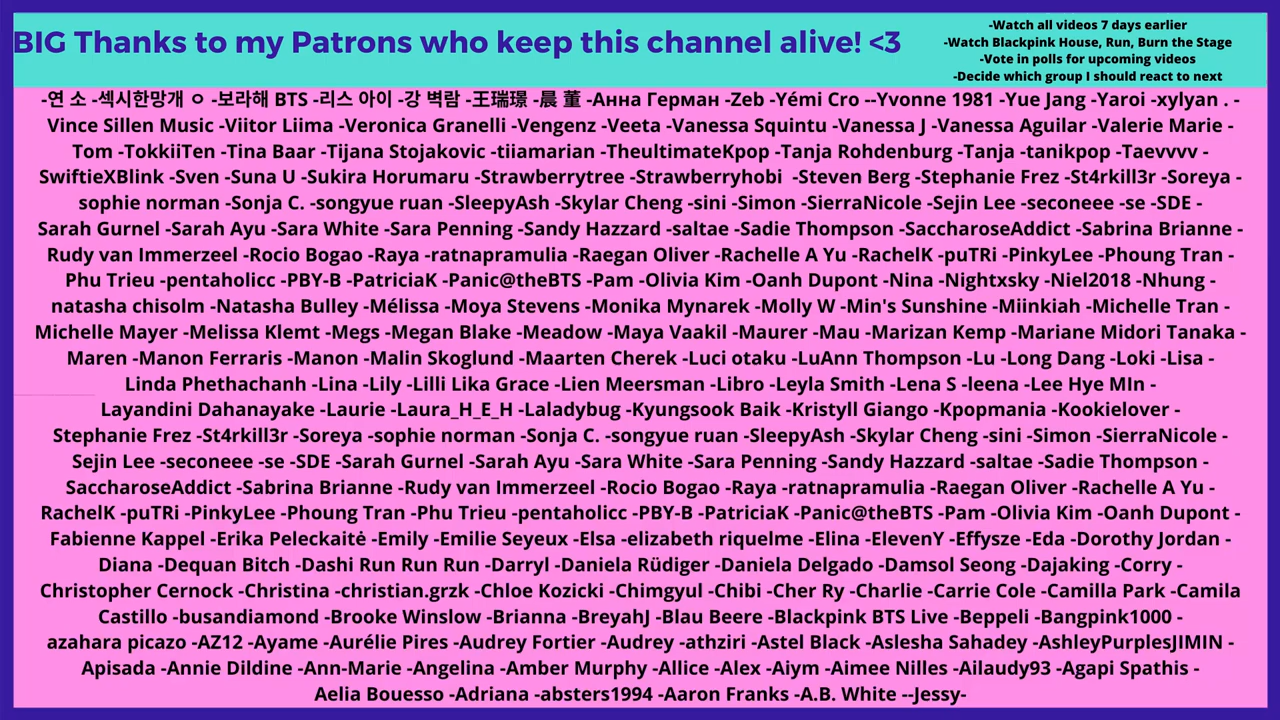 BIG Thanks to my Patrons who keep this channel alive! <3
-Watch all videos 7 days earlier
-Watch Blackpink House, Run, Burn the Stage
-Vote in polls for upcoming videos
-Decide which group I should react to next
-연 소 -섹시한망개 ㅇ -보라해 BTS -리스 아이 -강 벽람 -王瑞璟 -晨 董 -Анна Герман -Zeb -Yémi Cro --Yvonne 1981 -Yue Jang -Yaroi -xylyan . -
Vince Sillen Music -Viitor Liima -Veronica Granelli -Vengenz -Veeta -Vanessa Squintu -Vanessa J -Vanessa Aguilar -Valerie Marie -
Tom -TokkiiTen -Tina Baar -Tijana Stojakovic -tiiamarian -TheultimateKpop -Tanja Rohdenburg -Tanja -tanikpop -Taevvvv -
SwiftieXBlink -Sven -Suna U -Sukira Horumaru -Strawberrytree -Strawberryhobi  -Steven Berg -Stephanie Frez -St4rkill3r -Soreya -
sophie norman -Sonja C. -songyue ruan -SleepyAsh -Skylar Cheng -sini -Simon -SierraNicole -Sejin Lee -seconeee -se -SDE -
Sarah Gurnel -Sarah Ayu -Sara White -Sara Penning -Sandy Hazzard -saltae -Sadie Thompson -SaccharoseAddict -Sabrina Brianne -
Rudy van Immerzeel -Rocio Bogao -Raya -ratnapramulia -Raegan Oliver -Rachelle A Yu -RachelK -puTRi -PinkyLee -Phoung Tran -
Phu Trieu -pentaholicc -PBY-B -PatriciaK -Panic@theBTS -Pam -Olivia Kim -Oanh Dupont -Nina -Nightxsky -Niel2018 -Nhung -
natasha chisolm -Natasha Bulley -Mélissa -Moya Stevens -Monika Mynarek -Molly W -Min's Sunshine -Miinkiah -Michelle Tran -
Michelle Mayer -Melissa Klemt -Megs -Megan Blake -Meadow -Maya Vaakil -Maurer -Mau -Marizan Kemp -Mariane Midori Tanaka -
Maren -Manon Ferraris -Manon -Malin Skoglund -Maarten Cherek -Luci otaku -LuAnn Thompson -Lu -Long Dang -Loki -Lisa -
Linda Phethachanh -Lina -Lily -Lilli Lika Grace -Lien Meersman -Libro -Leyla Smith -Lena S -leena -Lee Hye MIn -
Layandini Dahanayake -Laurie -Laura_H_E_H -Laladybug -Kyungsook Baik -Kristyll Giango -Kpopmania -Kookielover -
Stephanie Frez -St4rkill3r -Soreya -sophie norman -Sonja C. -songyue ruan -SleepyAsh -Skylar Cheng -sini -Simon -SierraNicole -
Sejin Lee -seconeee -se -SDE -Sarah Gurnel -Sarah Ayu -Sara White -Sara Penning -Sandy Hazzard -saltae -Sadie Thompson -
SaccharoseAddict -Sabrina Brianne -Rudy van Immerzeel -Rocio Bogao -Raya -ratnapramulia -Raegan Oliver -Rachelle A Yu -
RachelK -puTRi -PinkyLee -Phoung Tran -Phu Trieu -pentaholicc -PBY-B -PatriciaK -Panic@theBTS -Pam -Olivia Kim -Oanh Dupont -
Fabienne Kappel -Erika Peleckaitė -Emily -Emilie Seyeux -Elsa -elizabeth riquelme -Elina -ElevenY -Effysze -Eda -Dorothy Jordan -
Diana -Dequan Bitch -Dashi Run Run Run -Darryl -Daniela Rüdiger -Daniela Delgado -Damsol Seong -Dajaking -Corry -
Christopher Cernock -Christina -christian.grzk -Chloe Kozicki -Chimgyul -Chibi -Cher Ry -Charlie -Carrie Cole -Camilla Park -Camila
Castillo -busandiamond -Brooke Winslow -Brianna -BreyahJ -Blau Beere -Blackpink BTS Live -Beppeli -Bangpink1000 -
azahara picazo -AZ12 -Ayame -Aurélie Pires -Audrey Fortier -Audrey -athziri -Astel Black -Aslesha Sahadey -AshleyPurplesJIMIN -
Apisada -Annie Dildine -Ann-Marie -Angelina -Amber Murphy -Allice -Alex -Aiym -Aimee Nilles -Ailaudy93 -Agapi Spathis -
Aelia Bouesso -Adriana -absters1994 -Aaron Franks -A.B. White --Jessy-